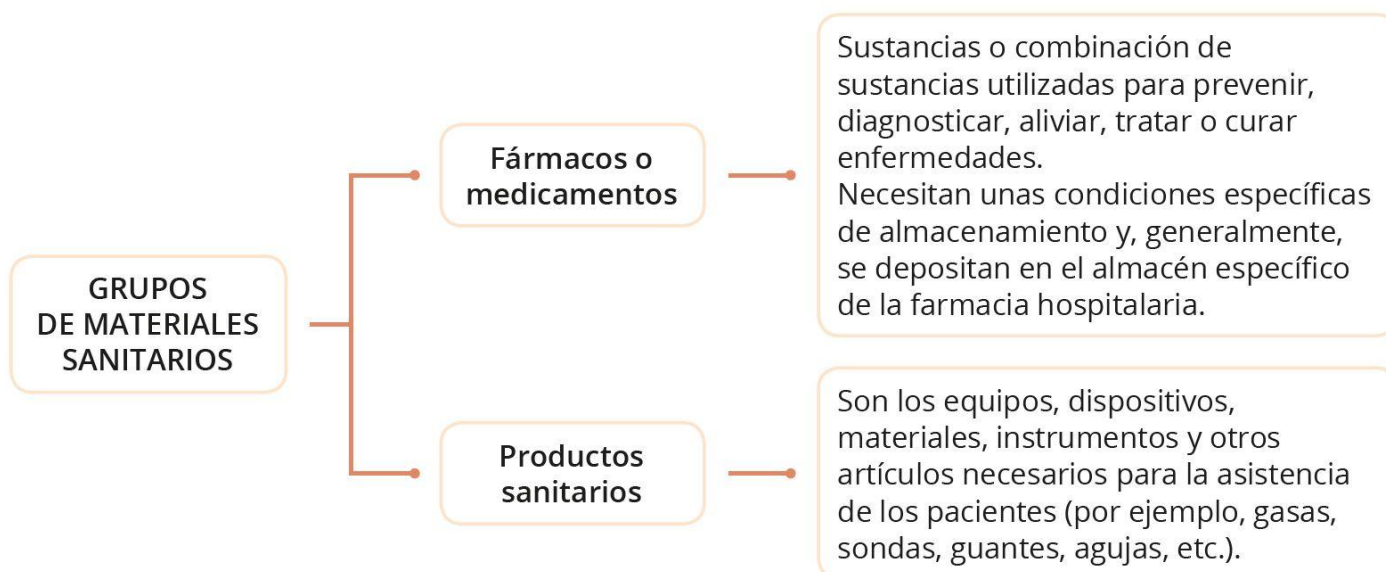 GRUPOS
DE MATERIALES
SANITARIOS
Fármacos o
medicamentos
Sustancias o combinación de
sustancias utilizadas para prevenir,
diagnosticar, aliviar, tratar o curar
enfermedades.
Necesitan unas condiciones específicas
de almacenamiento y, generalmente,
se depositan en el almacén específico
de la farmacia hospitalaria.
Productos
sanitarios
Son los equipos, dispositivos,
materiales, instrumentos y otros
artículos necesarios para la asistencia
de los pacientes (por ejemplo, gasas,
sondas, guantes, agujas, etc.).